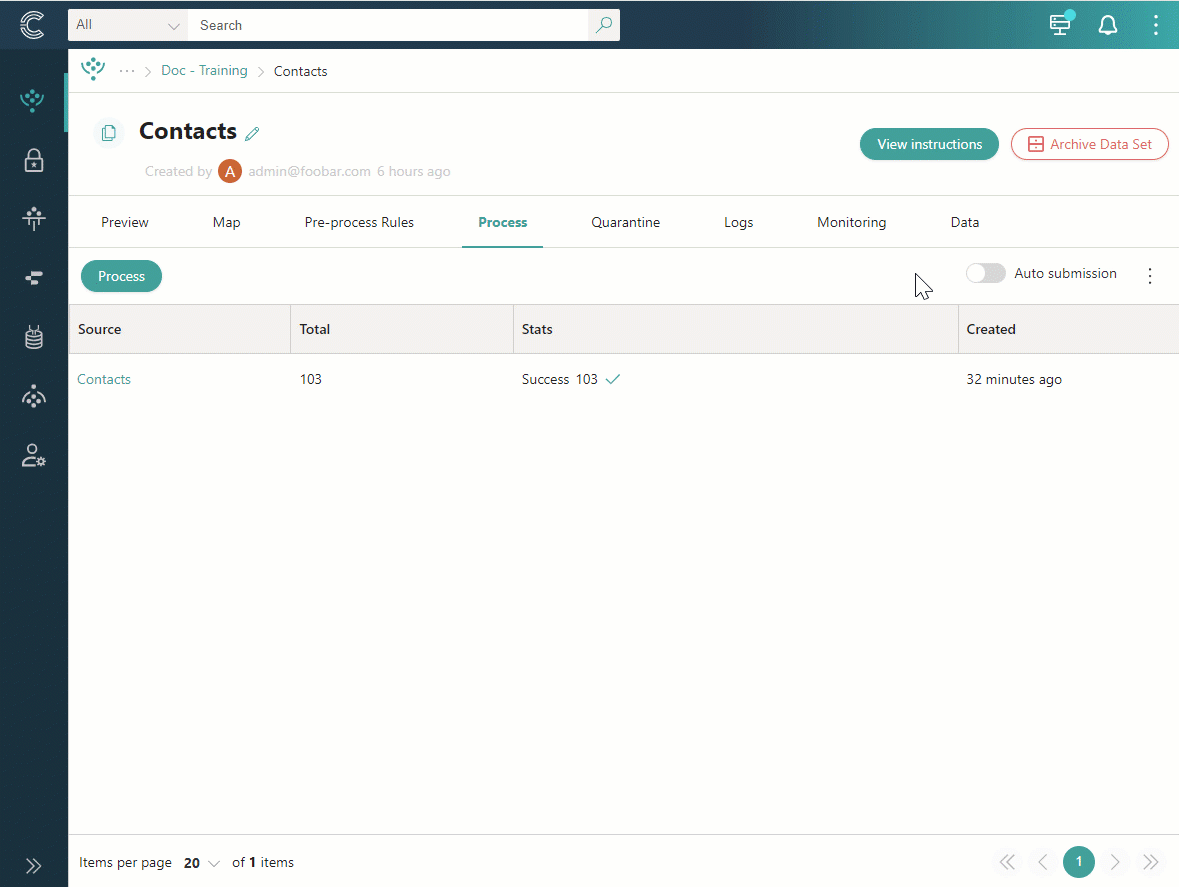 All
Search
Doc - Training
Contacts
Contacts
View instructions
Archive Data Set
Created by A admin@foobar.com 6 hours ago
Preview Map Pre-process Rules Process Quarantine Logs Monitoring Data
Process
Auto submission
Source Total Stats Created
Contacts 103 Success 103 32 minutes ago
Items per page 20 of 1 items
1